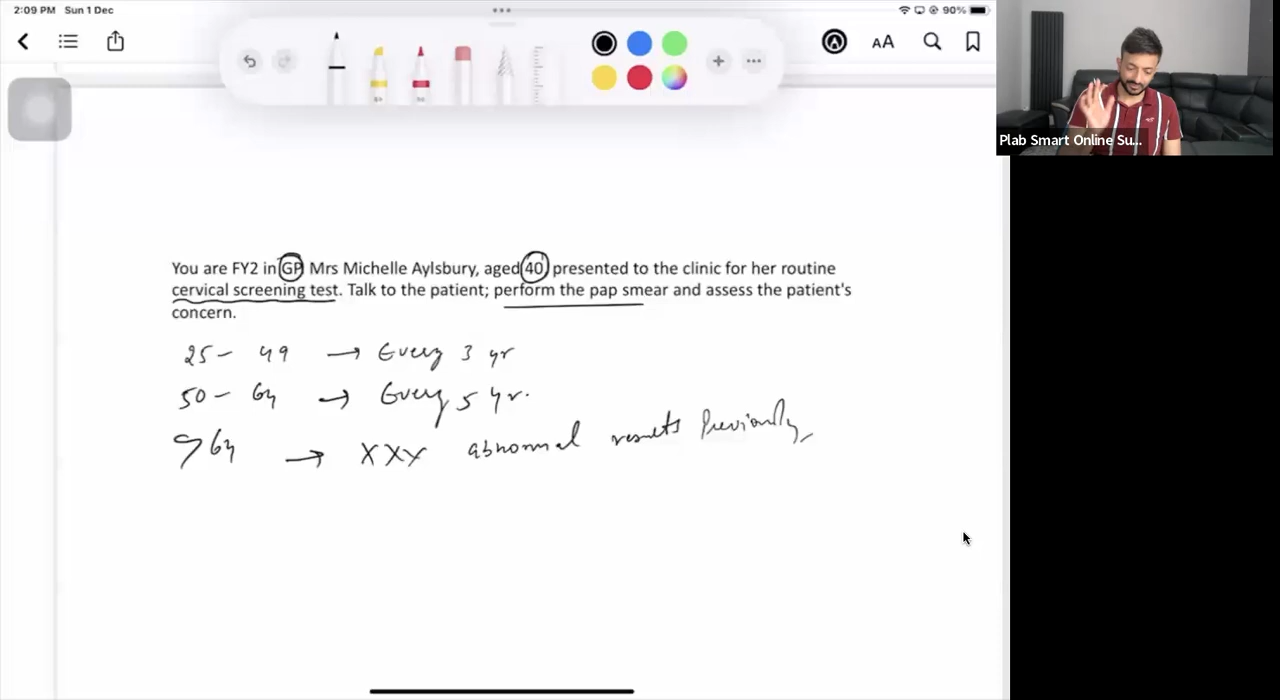 2:09 PM Sun 1 Dec
90%
AA
Plab Smart Online Su...
You are FY2 in GP Mrs Michelle Aylsbury, aged 40 presented to the clinic for her routine
cervical screening test. Talk to the patient; perform the pap smear and assess the patient's
concern.
25 - 49 → Every 3 yr
50 - 64 → Every 5 yr.
>64 → XXX abnormal results Previously